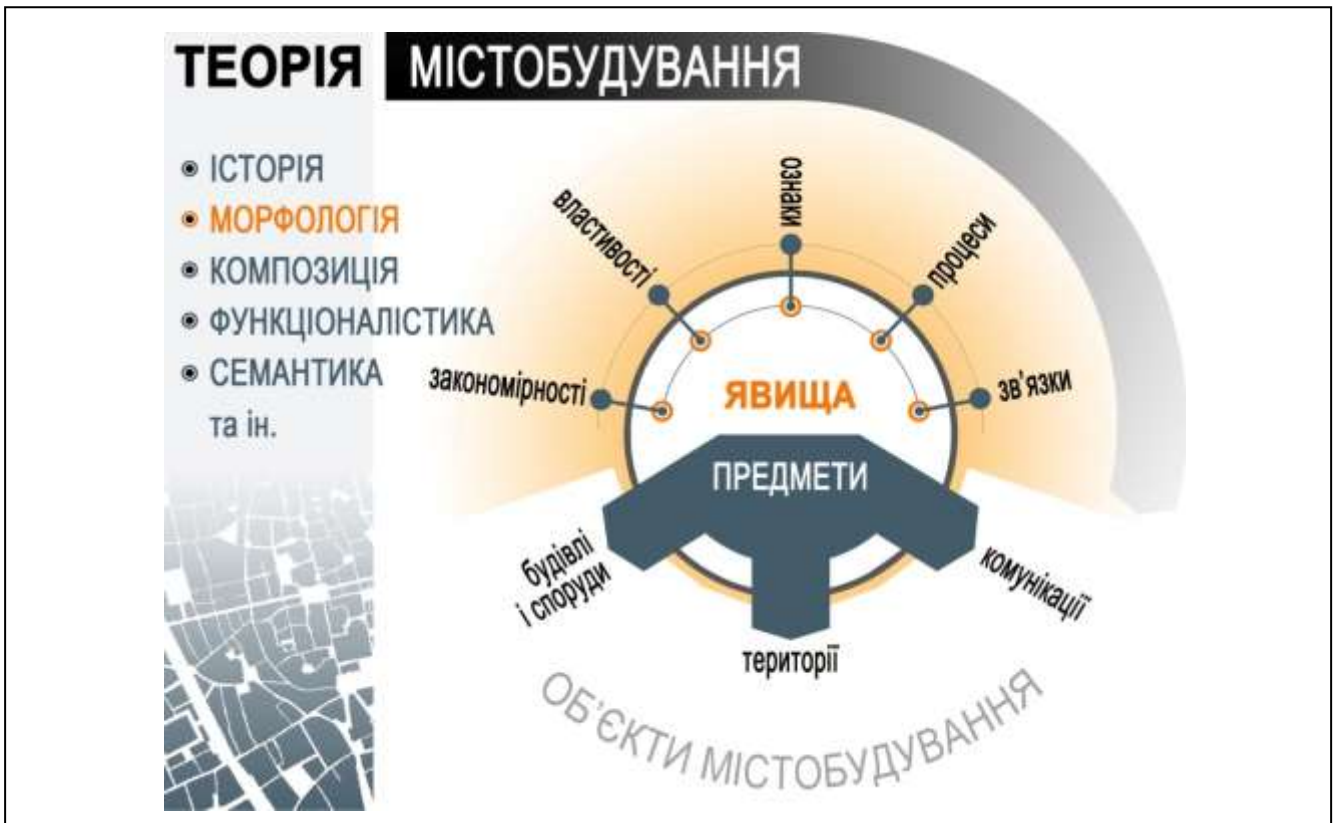 ТЕОРІЯ МІСТОБУДУВАННЯ
ІСТОРІЯ
МОРФОЛОГІЯ
КОМПОЗИЦІЯ
ФУНКЦІОНАЛІСТИКА
СЕМАНТИКА
та ін.
закономірності
властивості
ознаки
процеси
зв'язки
ЯВИЩА
ПРЕДМЕТИ
будівлі
і споруди
території
комунікації
ОБ'ЄКТИ МІСТОБУДУВАННЯ